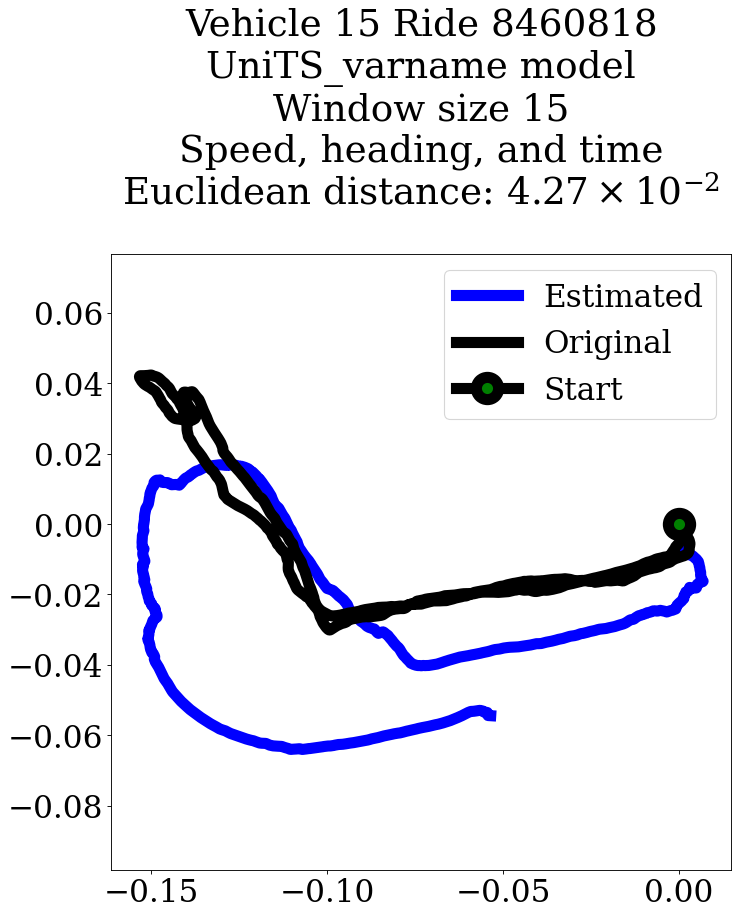 Vehicle 15 Ride 8460818
UniTS_varname model
Window size 15
Speed, heading, and time
Euclidean distance: 4.27 × 10⁻²
Estimated
Original
Start
0.06
0.04
0.02
0.00
−0.02
−0.04
−0.06
−0.08
−0.15 −0.10 −0.05 0.00